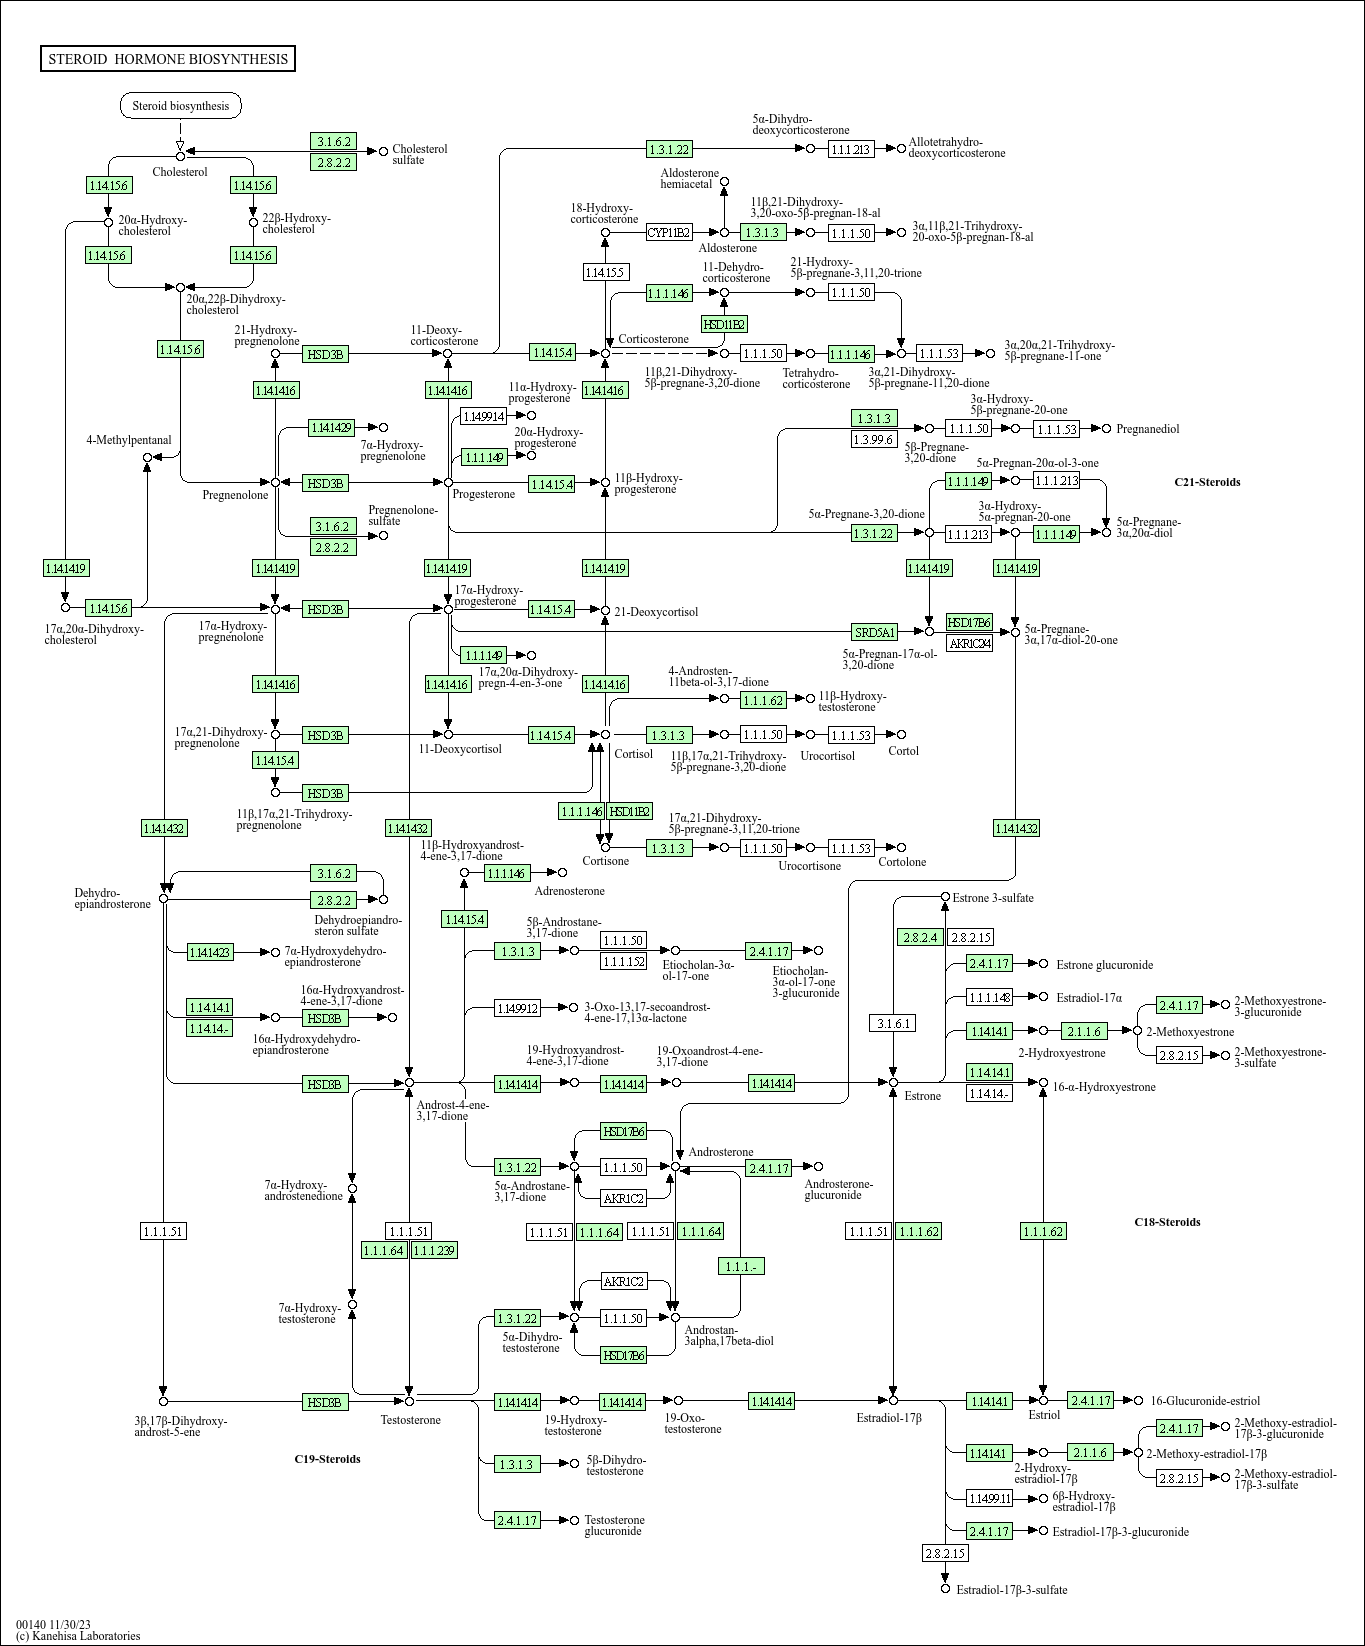 STEROID HORMONE BIOSYNTHESIS
Steroid biosynthesis
Cholesterol
3.1.6.2
2.8.2.2
Cholesterol
sulfate
1.14.15.6
1.14.15.6
20α-Hydroxy-
cholesterol
22β-Hydroxy-
cholesterol
1.14.15.6
1.14.15.6
20α,22β-Dihydroxy-
cholesterol
1.14.15.6
4-Methylpentanal
1.3.1.22
5α-Dihydro-
deoxycorticosterone
1.1.1.213
Allotetrahydro-
deoxycorticosterone
Aldosterone
hemiacetal
18-Hydroxy-
corticosterone
CYP11B2
Aldosterone
11β,21-Dihydroxy-
3,20-oxo-5β-pregnan-18-al
1.3.1.3
1.1.1.50
3α,11β,21-Trihydroxy-
20-oxo-5β-pregnan-18-al
1.14.15.5
11-Dehydro-
corticosterone
21-Hydroxy-
5β-pregnane-3,11,20-trione
1.1.1.146
1.1.1.50
HSD11B2
21-Hydroxy-
pregnenolone
HSD3B
11-Deoxy-
corticosterone
1.14.15.4
Corticosterone
11β,21-Dihydroxy-
5β-pregnane-3,20-dione
1.1.1.50
Tetrahydro-
corticosterone
1.1.1.146
3α,21-Dihydroxy-
5β-pregnane-11,20-dione
1.1.1.53
3α,20α,21-Trihydroxy-
5β-pregnane-11-one
1.14.14.16
1.14.14.16
1.14.14.16
11α-Hydroxy-
progesterone
1.14.99.14
20α-Hydroxy-
progesterone
1.1.1.149
1.14.14.29
7α-Hydroxy-
pregnenolone
1.3.1.3
1.3.99.6
5β-Pregnane-
3,20-dione
1.1.1.50
3α-Hydroxy-
5β-pregnane-20-one
1.1.1.53
Pregnanediol
Pregnenolone
HSD3B
Progesterone
1.14.15.4
11β-Hydroxy-
progesterone
5α-Pregnan-20α-ol-3-one
1.1.1.149
1.1.1.213
C21-Steroids
3.1.6.2
2.8.2.2
Pregnenolone-
sulfate
5α-Pregnane-3,20-dione
1.3.1.22
1.1.1.213
3α-Hydroxy-
5α-pregnan-20-one
1.1.1.149
5α-Pregnane-
3α,20α-diol
1.14.14.19
1.14.14.19
1.14.14.19
1.14.14.19
1.14.14.19
1.14.14.19
1.14.15.6
17α,20α-Dihydroxy-
cholesterol
17α-Hydroxy-
pregnenolone
HSD3B
17α-Hydroxy-
progesterone
1.14.15.4
21-Deoxycortisol
SRD5A1
5α-Pregnan-17α-ol-
3,20-dione
HSD17B6
AKR1C2/4
5α-Pregnane-
3α,17α-diol-20-one
1.1.1.149
17α,20α-Dihydroxy-
pregn-4-en-3-one
1.14.14.16
1.14.14.16
1.14.14.16
4-Androsten-
11beta-ol-3,17-dione
1.1.1.62
11β-Hydroxy-
testosterone
17α,21-Dihydroxy-
pregnenolone
HSD3B
11-Deoxycortisol
1.14.15.4
Cortisol
1.3.1.3
11β,17α,21-Trihydroxy-
5β-pregnane-3,20-dione
1.1.1.50
Urocortisol
1.1.1.53
Cortol
1.14.15.4
HSD3B
11β,17α,21-Trihydroxy-
pregnenolone
1.1.1.146
HSD11B2
1.14.14.32
1.14.14.32
1.14.14.32
Cortisone
17α,21-Dihydroxy-
5β-pregnane-3,11,20-trione
1.3.1.3
1.1.1.50
Urocortisone
1.1.1.53
Cortolone
11β-Hydroxyandrost-
4-ene-3,17-dione
1.1.1.146
Adrenosterone
Dehydro-
epiandrosterone
3.1.6.2
2.8.2.2
Dehydroepiandro-
steron sulfate
1.14.15.4
Estrone 3-sulfate
1.14.14.23
7α-Hydroxydehydro-
epiandrosterone
5β-Androstane-
3,17-dione
1.3.1.3
1.1.1.50
1.1.1.152
Etiocholan-3α-
ol-17-one
2.4.1.17
Etiocholan-
3α-ol-17-one
3-glucuronide
2.8.2.4
2.8.2.15
2.4.1.17
Estrone glucuronide
1.14.14.1
1.14.14.-
16α-Hydroxyandrost-
4-ene-3,17-dione
HSD3B
16α-Hydroxydehydro-
epiandrosterone
1.14.99.12
3-Oxo-13,17-secoandrost-
4-ene-17,13α-lactone
1.1.1.148
Estradiol-17α
3.1.6.1
1.14.14.1
2-Hydroxyestrone
2.1.1.6
2-Methoxyestrone
2.4.1.17
2-Methoxyestrone-
3-glucuronide
2.8.2.15
2-Methoxyestrone-
3-sulfate
HSD3B
Androst-4-ene-
3,17-dione
1.14.14.14
19-Hydroxyandrost-
4-ene-3,17-dione
1.14.14.14
19-Oxoandrost-4-ene-
3,17-dione
1.14.14.14
Estrone
1.14.14.1
1.14.14.-
16-α-Hydroxyestrone
HSD17B6
1.3.1.22
5α-Androstane-
3,17-dione
1.1.1.50
AKR1C2
Androsterone
2.4.1.17
Androsterone-
glucuronide
7α-Hydroxy-
androstenedione
1.1.1.51
1.1.1.51
1.1.1.64
1.1.1.239
1.1.1.51
1.1.1.64
1.1.1.51
1.1.1.64
1.1.1.-
1.1.1.51
1.1.1.62
1.1.1.62
C18-Steroids
AKR1C2
7α-Hydroxy-
testosterone
1.3.1.22
5α-Dihydro-
testosterone
1.1.1.50
Androstan-
3alpha,17beta-diol
HSD17B6
3β,17β-Dihydroxy-
androst-5-ene
HSD3B
Testosterone
1.14.14.14
19-Hydroxy-
testosterone
1.14.14.14
19-Oxo-
testosterone
1.14.14.14
Estradiol-17β
1.14.14.1
Estriol
2.4.1.17
16-Glucuronide-estriol
C19-Steroids
1.3.1.3
5β-Dihydro-
testosterone
1.14.14.1
2-Hydroxy-
estradiol-17β
2.1.1.6
2-Methoxy-estradiol-17β
2.4.1.17
2-Methoxy-estradiol-
17β-3-glucuronide
2.8.2.15
2-Methoxy-estradiol-
17β-3-sulfate
2.4.1.17
Testosterone
glucuronide
1.14.99.11
6β-Hydroxy-
estradiol-17β
2.4.1.17
Estradiol-17β-3-glucuronide
2.8.2.15
Estradiol-17β-3-sulfate
00140 11/30/23
(c) Kanehisa Laboratories